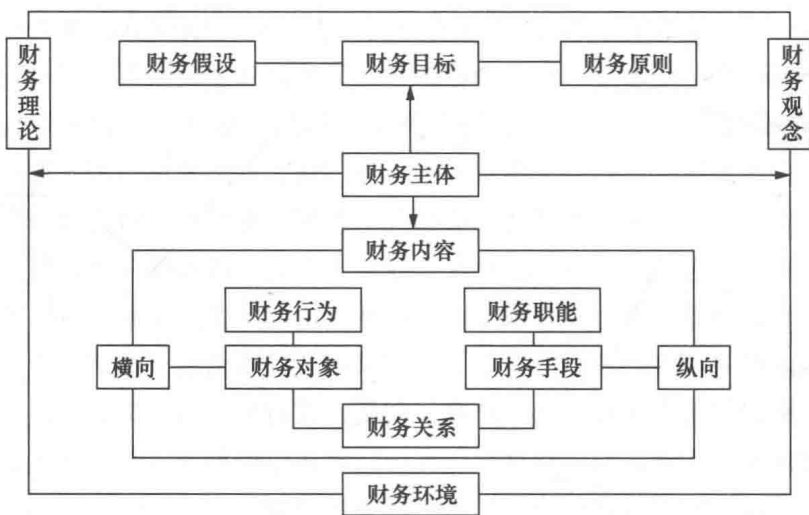 财务理论
财务假设
财务目标
财务原则
财务观念
财务主体
财务内容
财务行为
财务职能
横向
财务对象
财务手段
纵向
财务关系
财务环境